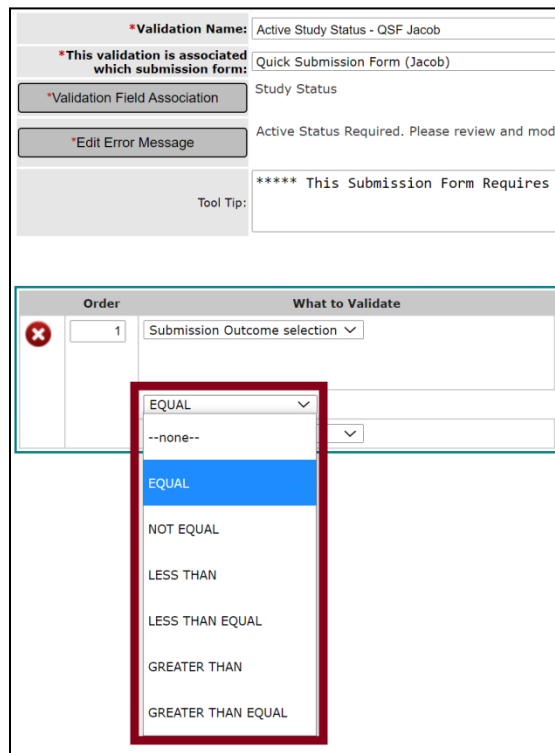 *Validation Name: Active Study Status - QSF Jacob
*This validation is associated
which submission form: Quick Submission Form (Jacob)
*Validation Field Association Study Status
*Edit Error Message Active Status Required. Please review and mod
Tool Tip: ***** This Submission Form Requires
Order What to Validate
1 Submission Outcome selection
EQUAL
--none--
EQUAL
NOT EQUAL
LESS THAN
LESS THAN EQUAL
GREATER THAN
GREATER THAN EQUAL